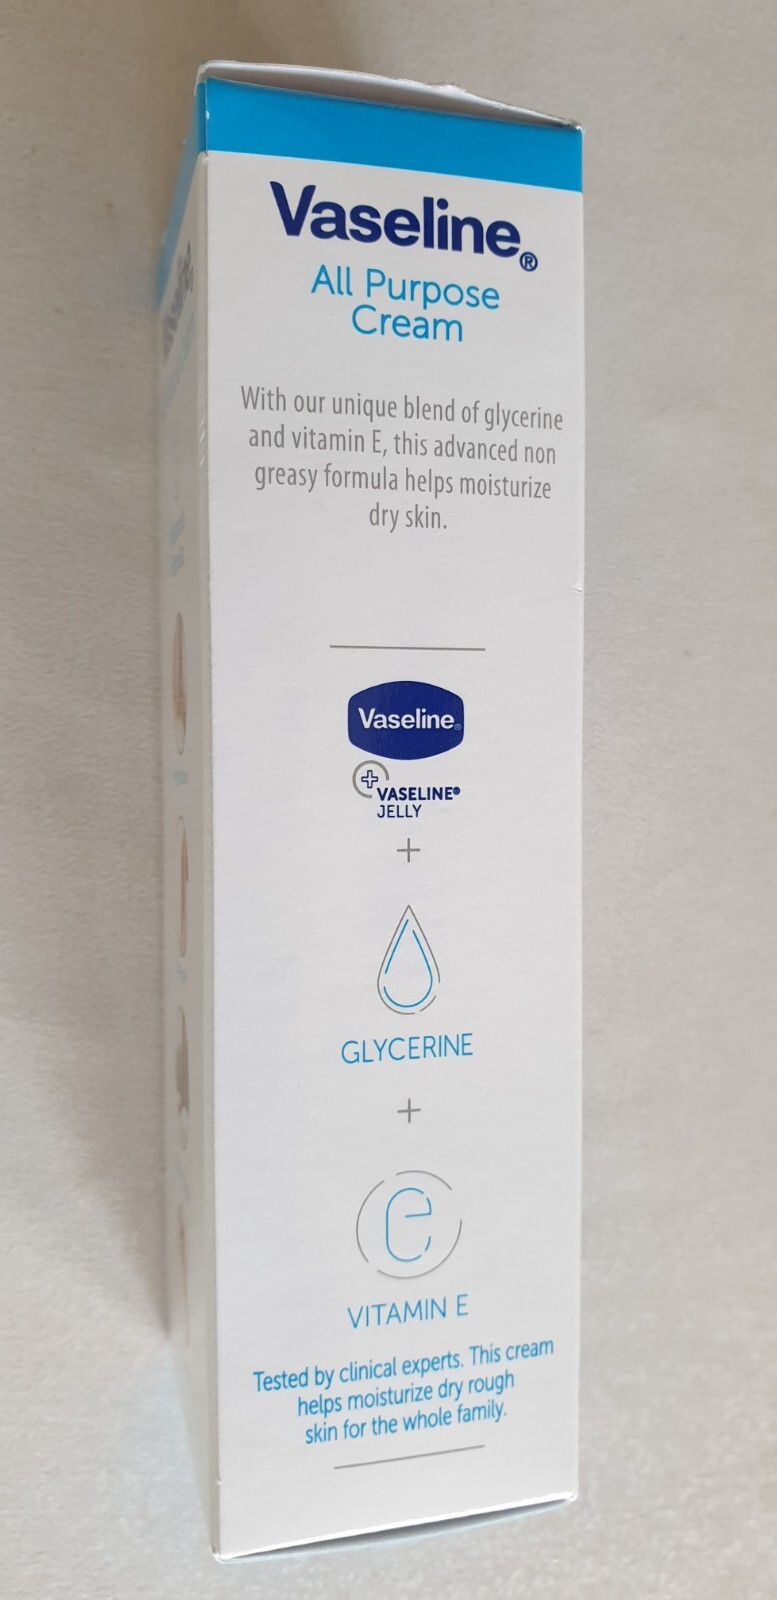 Vaseline®
All Purpose
Cream
With our unique blend of glycerine
and vitamin E, this advanced non
greasy formula helps moisturize
dry skin.
Vaseline®
VASELINE®
JELLY
+
GLYCERINE
+
e
VITAMIN E
Tested by clinical experts. This cream
helps moisturize dry rough
skin for the whole family.